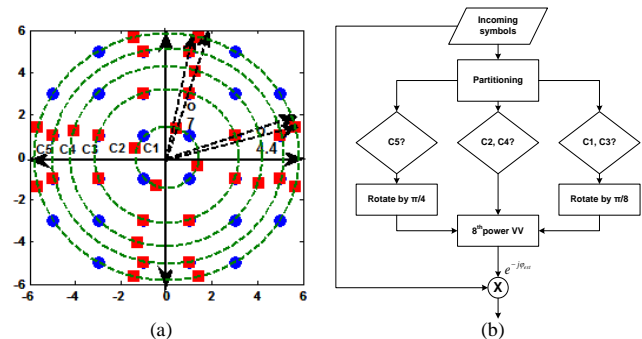 6
4
2
0
-2
-4
-6
-6 -4 -2 0 2 4 6
C5 C4 C3 C2 C1
o
7
o
4.4
(a)
Incoming
symbols
Partitioning
C5?
C2, C4?
C1, C3?
Rotate by π/4
Rotate by π/8
8th power VV
e^{-jφ_est}
X
(b)